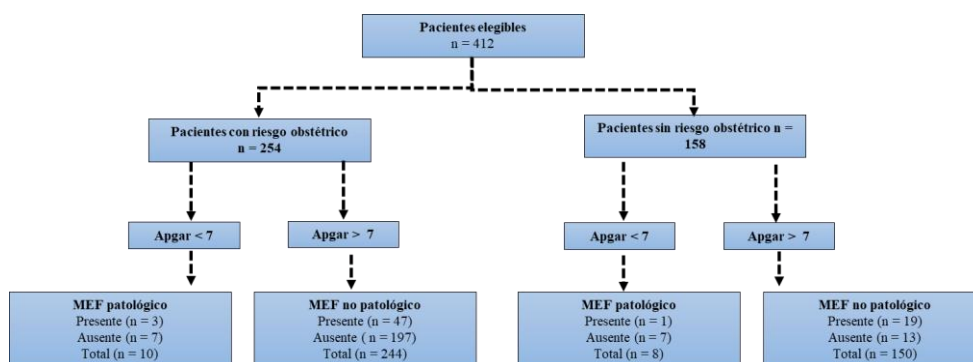 Pacientes elegibles
n = 412
Pacientes con riesgo obstétrico
n = 254
Pacientes sin riesgo obstétrico n =
158
Apgar < 7
Apgar > 7
Apgar < 7
Apgar > 7
MEF patológico
Presente (n = 3)
Ausente (n = 7)
Total (n = 10)
MEF no patológico
Presente (n = 47)
Ausente ( n = 197)
Total (n = 244)
MEF patológico
Presente (n = 1)
Ausente (n = 7)
Total (n = 8)
MEF no patológico
Presente (n = 19)
Ausente (n = 13)
Total (n = 150)